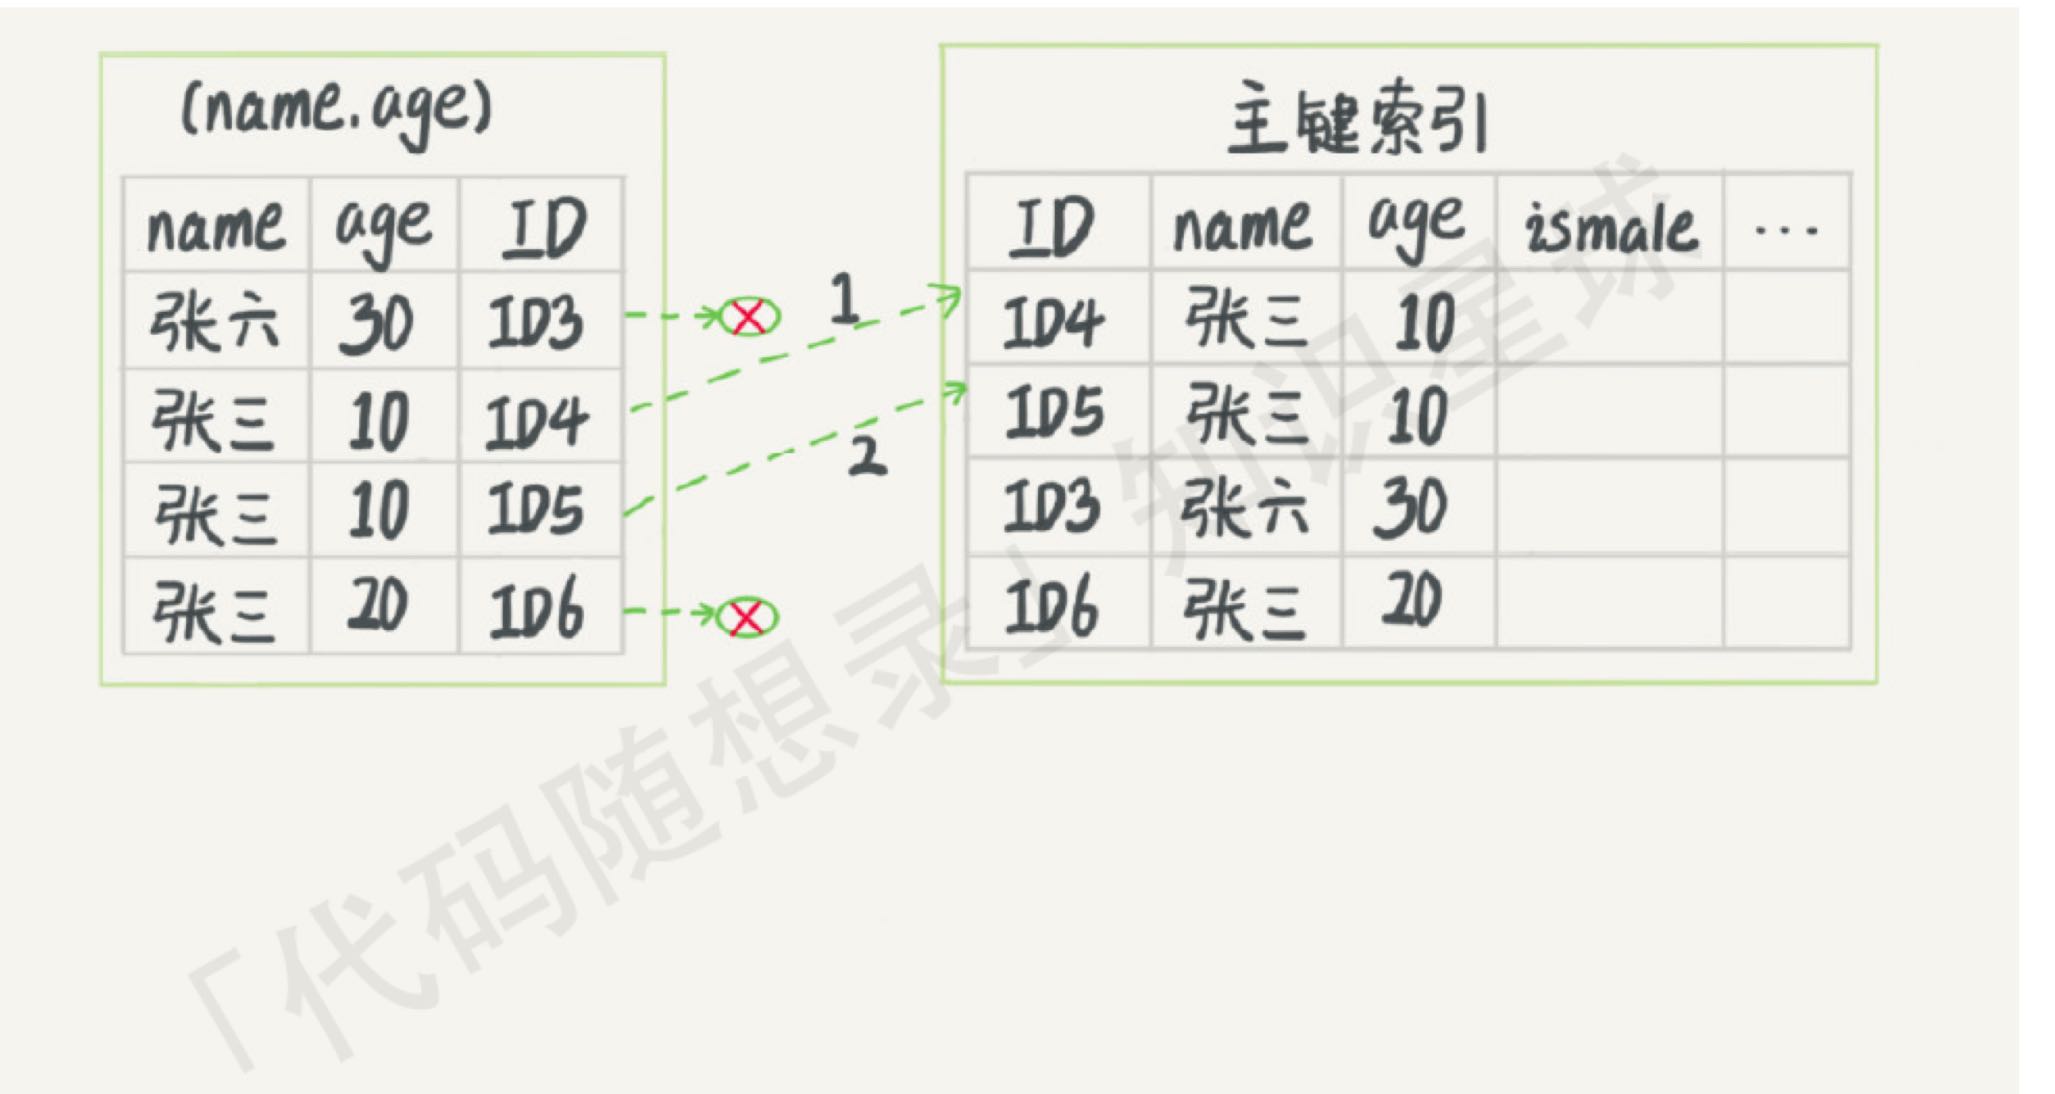 (name.age)
name age ID
张六 30 ID3
张三 10 ID4
张三 10 ID5
张三 20 ID6
1
2
主键索引
ID name age ismale ...
ID4 张三 10
ID5 张三 10
ID3 张六 30
ID6 张三 20
「代码随想录」知识星球